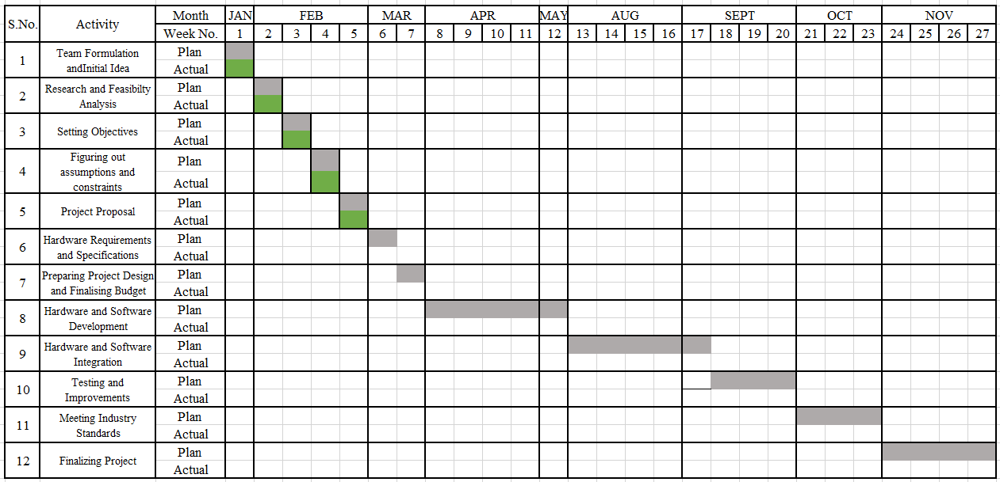 S.No. Activity Month JAN FEB MAR APR MAY AUG SEPT OCT NOV
Week No. 1 2 3 4 5 6 7 8 9 10 11 12 13 14 15 16 17 18 19 20 21 22 23 24 25 26 27
1 Team Formulation Plan
andInitial Idea Actual
2 Research and Feasibilty Plan
Analysis Actual
3 Setting Objectives Plan
Actual
4 Figuring out Plan
assumptions and
constraints Actual
5 Project Proposal Plan
Actual
6 Hardware Requirements Plan
and Specifications Actual
7 Preparing Project Design Plan
and Finalising Budget Actual
8 Hardware and Software Plan
Development Actual
9 Hardware and Software Plan
Integration Actual
10 Testing and Plan
Improvements Actual
11 Meeting Industry Plan
Standards Actual
12 Finalizing Project Plan
Actual